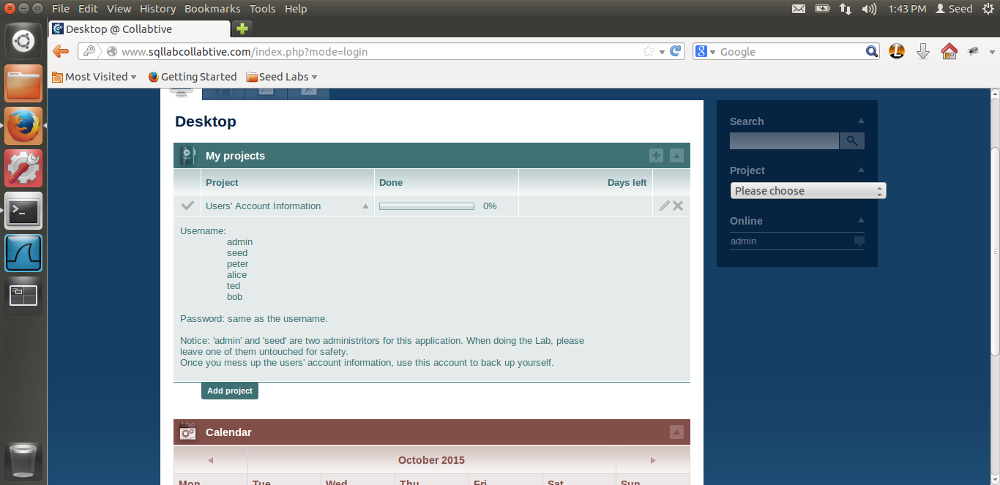 File Edit View History Bookmarks Tools Help
1:43 PM Seed
Desktop @ Collabtive
www.sqllabcollabtive.com/index.php?mode=login
Google
Most Visited Getting Started Seed Labs
Desktop
My projects
Project Done Days left
Users' Account Information 0%
Username:
admin
seed
peter
alice
ted
bob
Password: same as the username.
Notice: 'admin' and 'seed' are two administritors for this application. When doing the Lab, please
leave one of them untouched for safety.
Once you mess up the users' account information, use this account to back up yourself.
Add project
Calendar
October 2015
Mon Tue Wed Thu Fri Sat Sun
Search
Project
Please choose
Online
admin